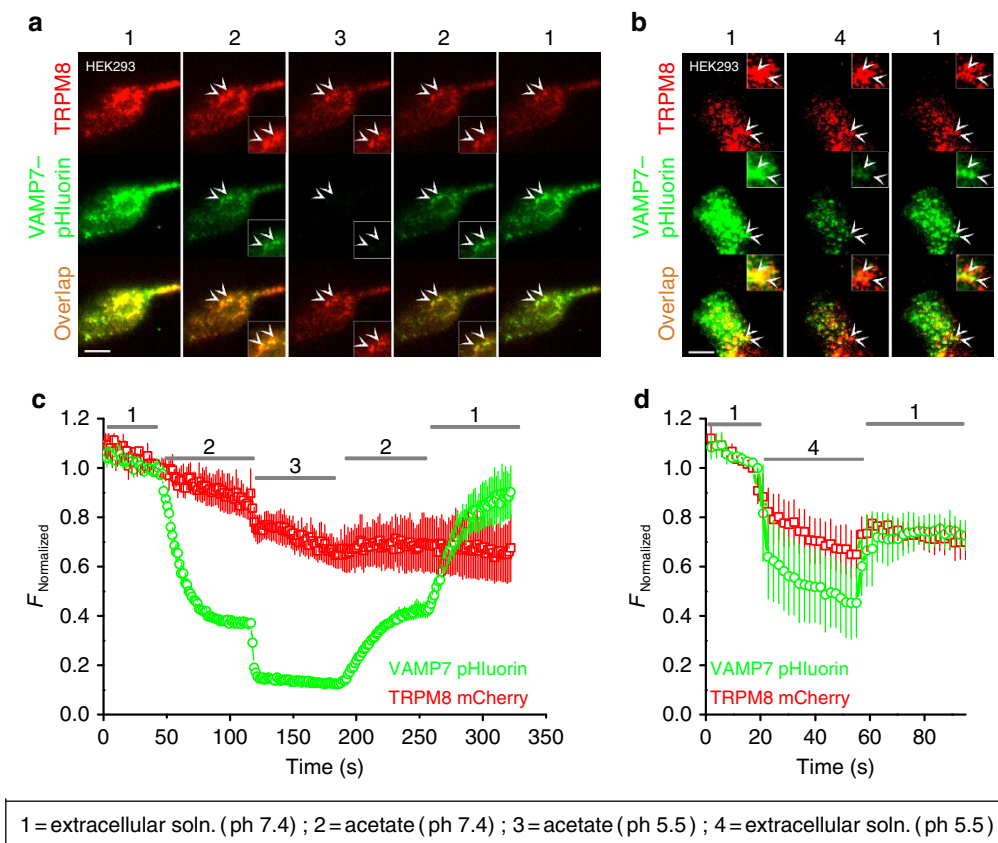 a
b
1 2 3 2 1
1 4 1
HEK293
HEK293
TRPM8
VAMP7–
pHluorin
Overlap
TRPM8
VAMP7–
pHluorin
Overlap
c
1.2
1.0
0.8
0.6
0.4
0.2
0.0
F Normalized
1
2
3
2
1
VAMP7 pHluorin
TRPM8 mCherry
0 50 100 150 200 250 300 350
Time (s)
d
1.2
1.0
0.8
0.6
0.4
0.2
0.0
F Normalized
1
4
1
VAMP7 pHluorin
TRPM8 mCherry
0 20 40 60 80
Time (s)
1 = extracellular soln. ( ph 7.4 ) ; 2 = acetate ( ph 7.4 ) ; 3 = acetate ( ph 5.5 ) ; 4 = extracellular soln. ( ph 5.5 )